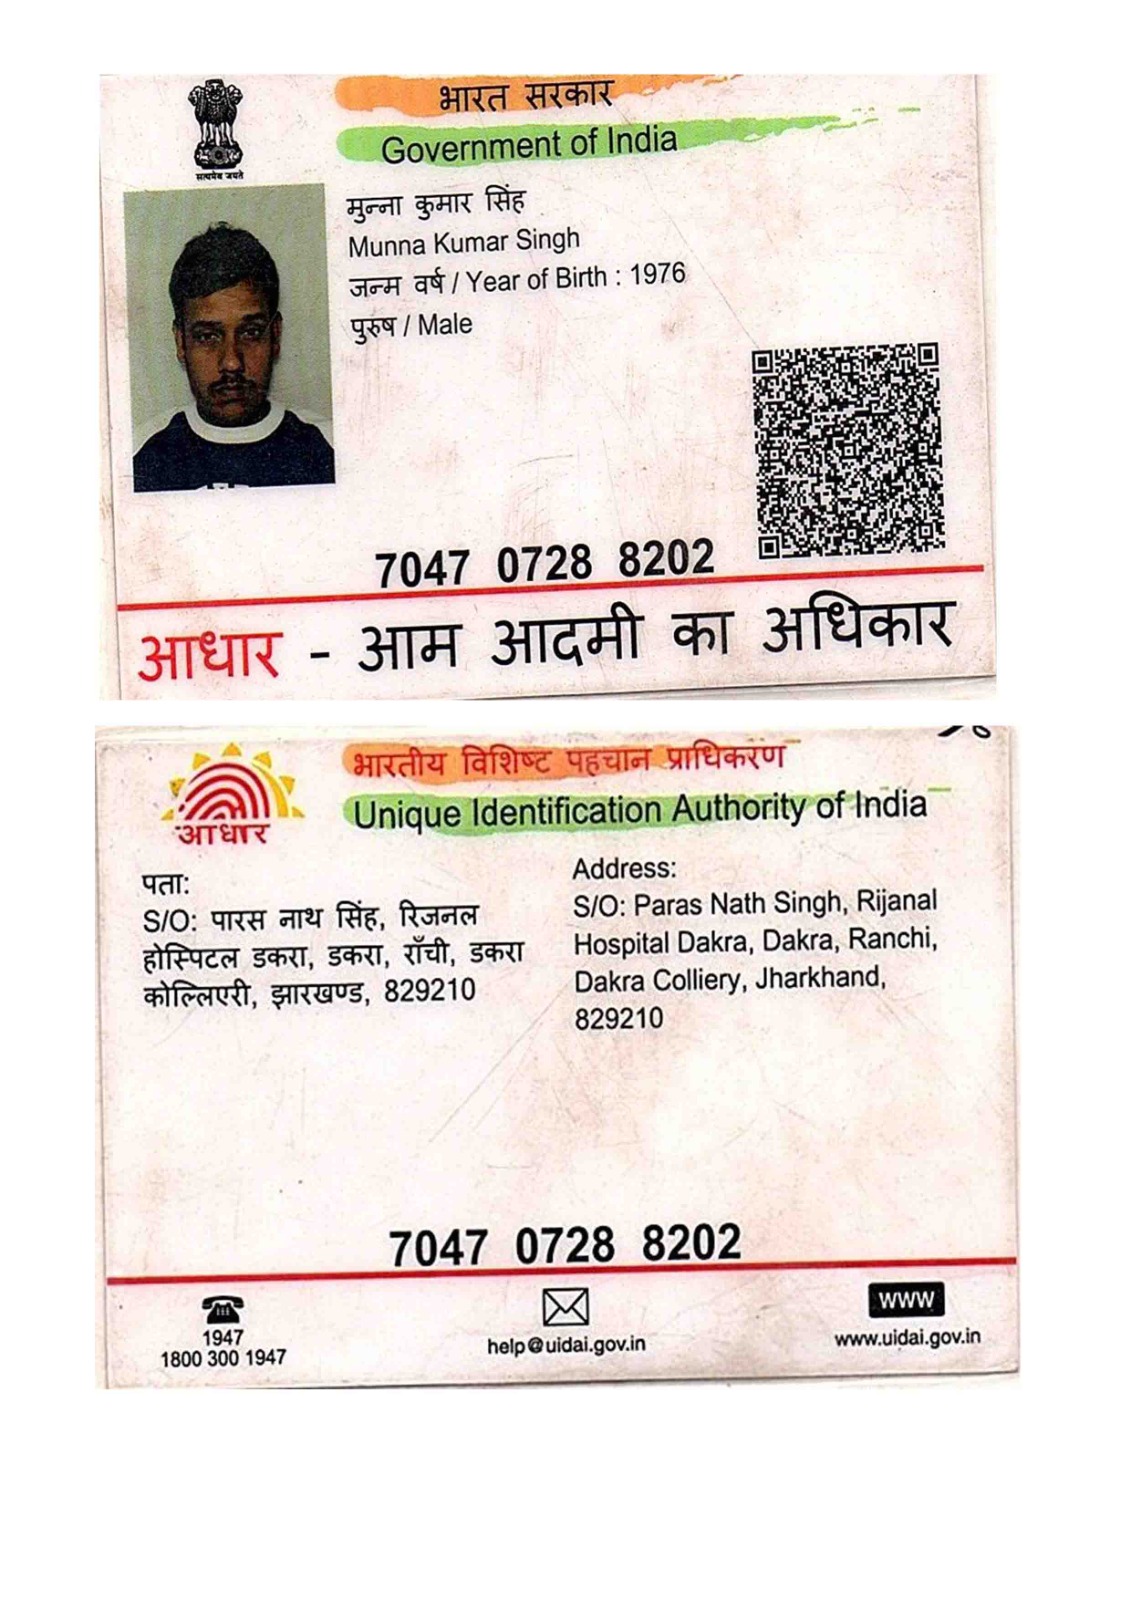 भारत सरकार
Government of India
सत्यमेव जयते
मुन्ना कुमार सिंह
Munna Kumar Singh
जन्म वर्ष / Year of Birth : 1976
पुरुष / Male
7047 0728 8202
आधार - आम आदमी का अधिकार
भारतीय विशिष्ट पहचान प्राधिकरण
Unique Identification Authority of India
आधार
पता:
S/O: पारस नाथ सिंह, रिजनल
होस्पिटल डकरा, डकरा, राँची, डकरा
कोल्लिएरी, झारखण्ड, 829210
Address:
S/O: Paras Nath Singh, Rijanal
Hospital Dakra, Dakra, Ranchi,
Dakra Colliery, Jharkhand,
829210
7047 0728 8202
1947
1800 300 1947
help@uidai.gov.in
www
www.uidai.gov.in